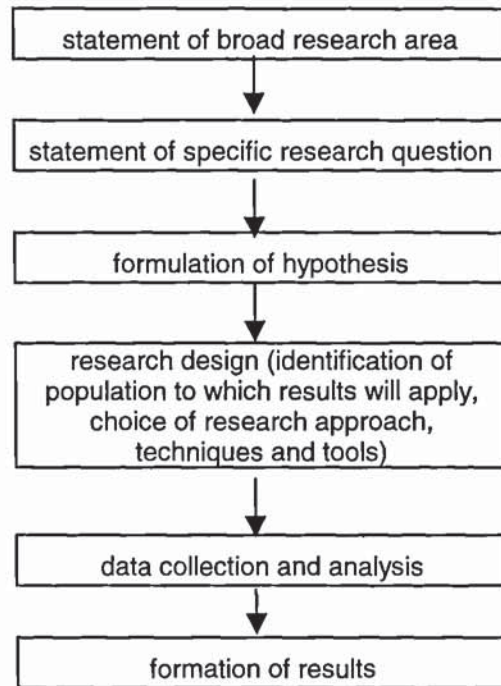 statement of broad research area
statement of specific research question
formulation of hypothesis
research design (identification of
population to which results will apply,
choice of research approach,
techniques and tools)
data collection and analysis
formation of results